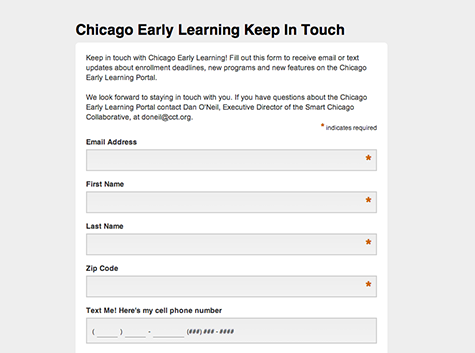 Chicago Early Learning Keep In Touch
Keep in touch with Chicago Early Learning! Fill out this form to receive email or text
updates about enrollment deadlines, new programs and new features on the Chicago
Early Learning Portal.
We look forward to staying in touch with you. If you have questions about the Chicago
Early Learning Portal contact Dan O'Neil, Executive Director of the Smart Chicago
Collaborative, at doneil@cct.org.
* indicates required
Email Address
*
First Name
*
Last Name
*
Zip Code
*
Text Me! Here's my cell phone number
( _____ ) _____ - ________ (###) ### - ####